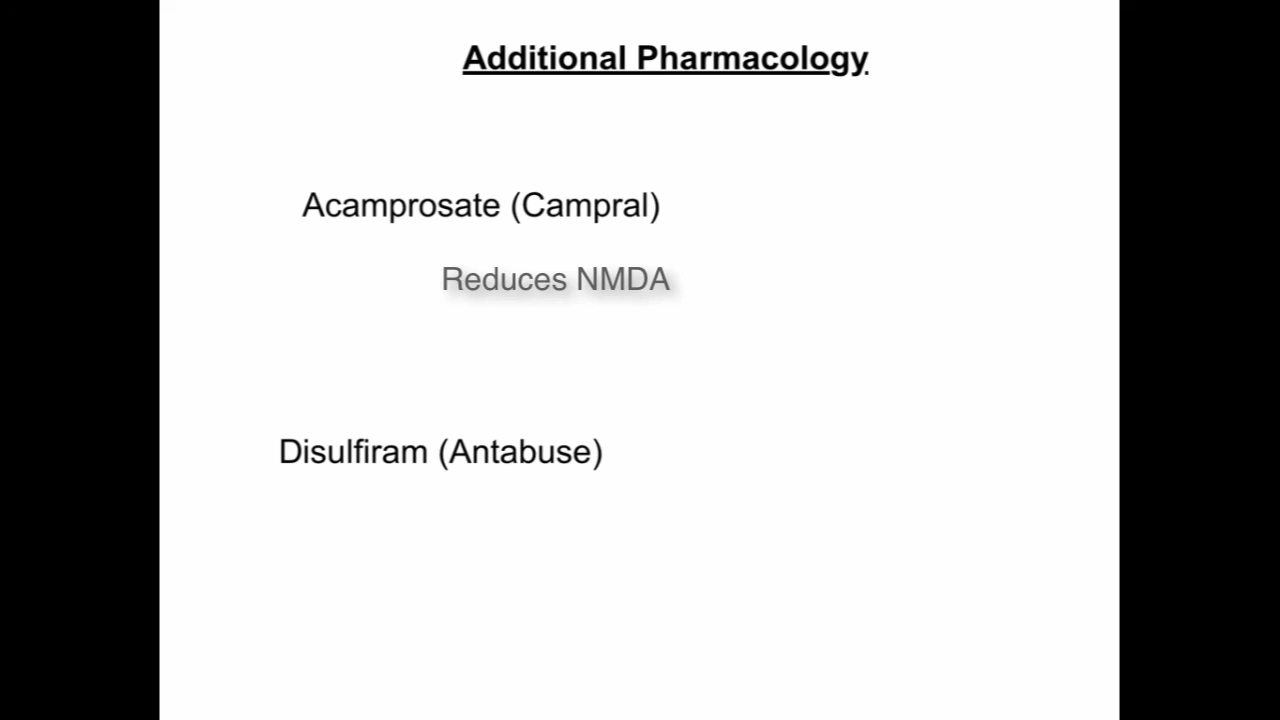 Additional Pharmacology
Acamprosate (Campral)
Reduces NMDA
Disulfiram (Antabuse)